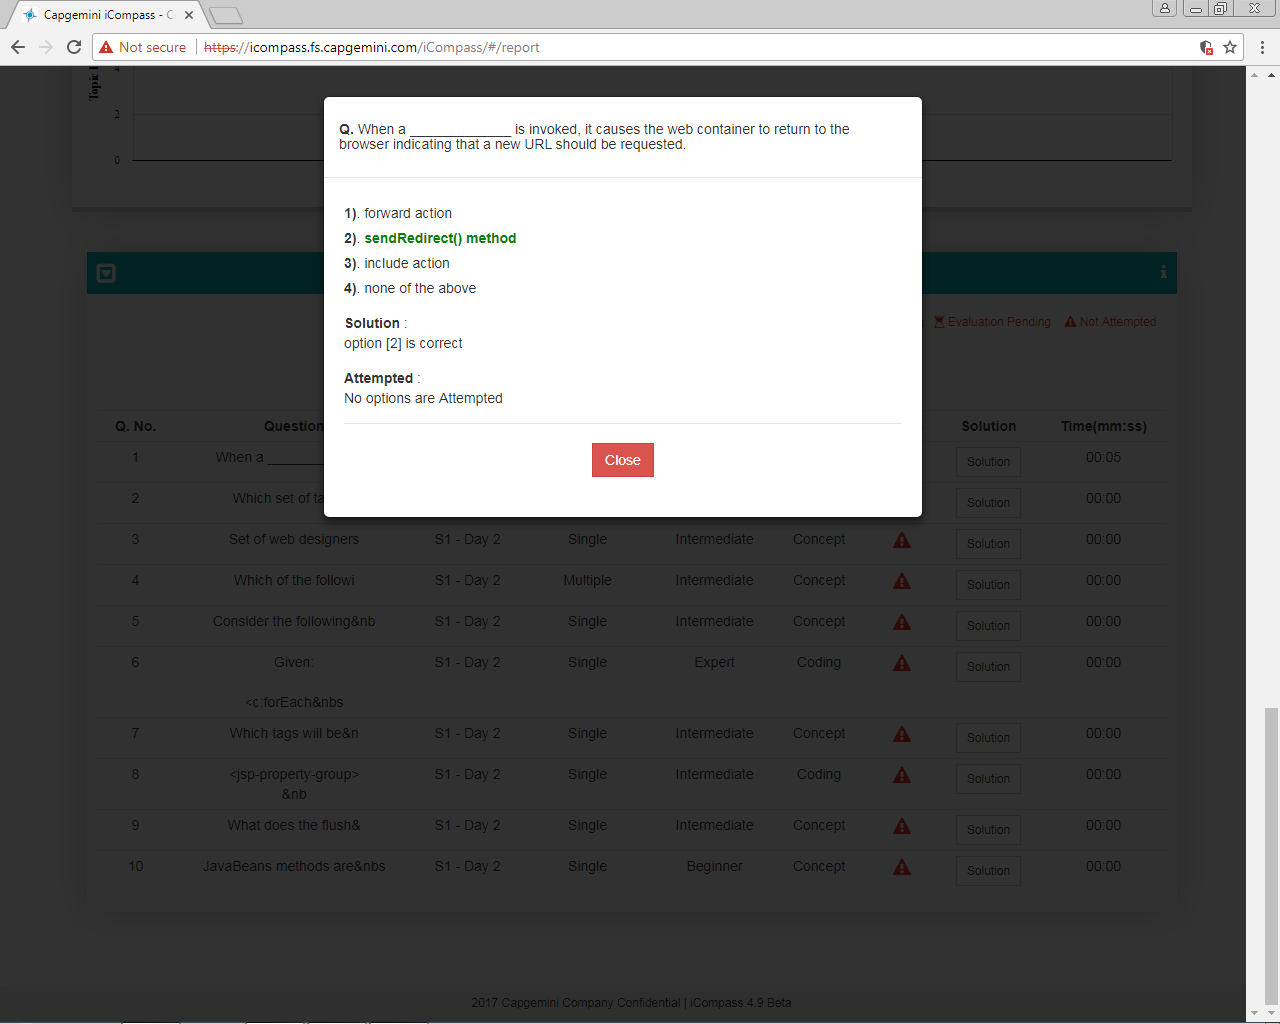 Capgemini iCompass - C
Not secure
https://icompass.fs.capgemini.com/iCompass/#/report
4
2
0
Q. When a _____________ is invoked, it causes the web container to return to the
browser indicating that a new URL should be requested.
1). forward action
2). sendRedirect() method
3). include action
4). none of the above
Solution :
option [2] is correct
Attempted :
No options are Attempted
Close
Evaluation Pending Not Attempted
Q. No. Question Solution Time(mm:ss)
1 When a _______ Solution 00:05
2 Which set of ta Solution 00:00
3 Set of web designers S1 - Day 2 Single Intermediate Concept Solution 00:00
4 Which of the followi S1 - Day 2 Multiple Intermediate Concept Solution 00:00
5 Consider the following&nb S1 - Day 2 Single Intermediate Concept Solution 00:00
6 Given: S1 - Day 2 Single Expert Coding Solution 00:00
<c:forEach&nbs
7 Which tags will be&n S1 - Day 2 Single Intermediate Concept Solution 00:00
8 <jsp-property-group> S1 - Day 2 Single Intermediate Coding Solution 00:00
&nb
9 What does the flush& S1 - Day 2 Single Intermediate Concept Solution 00:00
10 JavaBeans methods are&nbs S1 - Day 2 Single Beginner Concept Solution 00:00
2017 Capgemini Company Confidential | iCompass 4.9 Beta